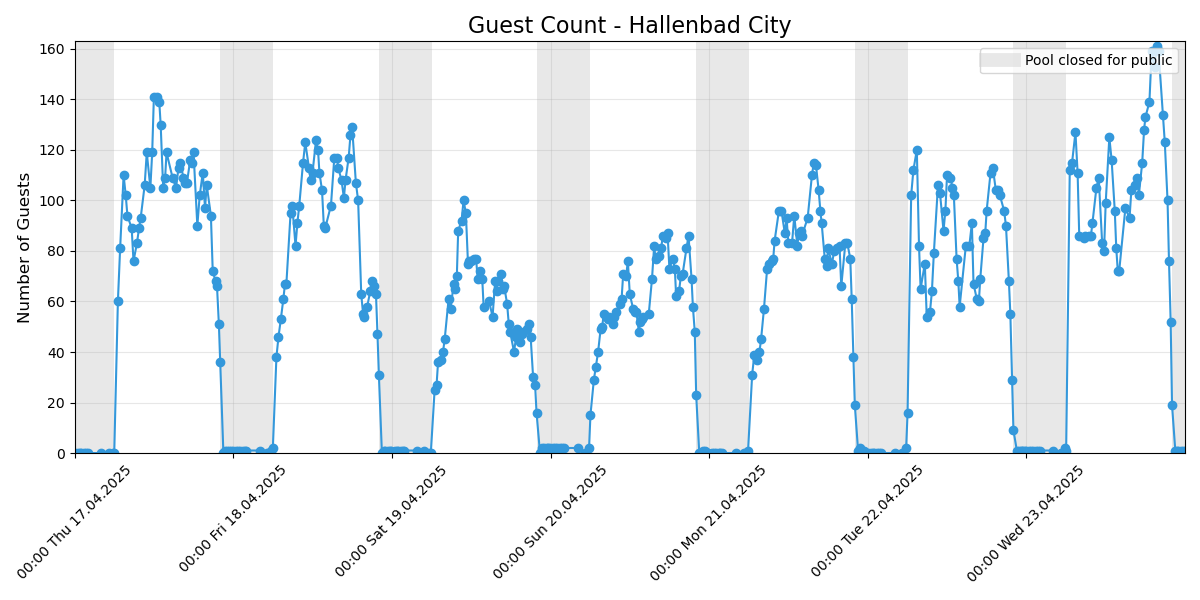 Guest Count - Hallenbad City
Pool closed for public
Number of Guests
160
140
120
100
80
60
40
20
0
00:00 Thu 17.04.2025
00:00 Fri 18.04.2025
00:00 Sat 19.04.2025
00:00 Sun 20.04.2025
00:00 Mon 21.04.2025
00:00 Tue 22.04.2025
00:00 Wed 23.04.2025